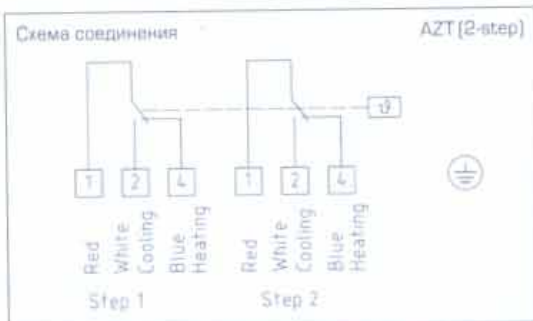 Схема соединения AZT (2-step)
ϑ
1 2 4 1 2 4
Red
White
Cooling
Blue
Heating
Red
White
Cooling
Blue
Heating
Step 1 Step 2